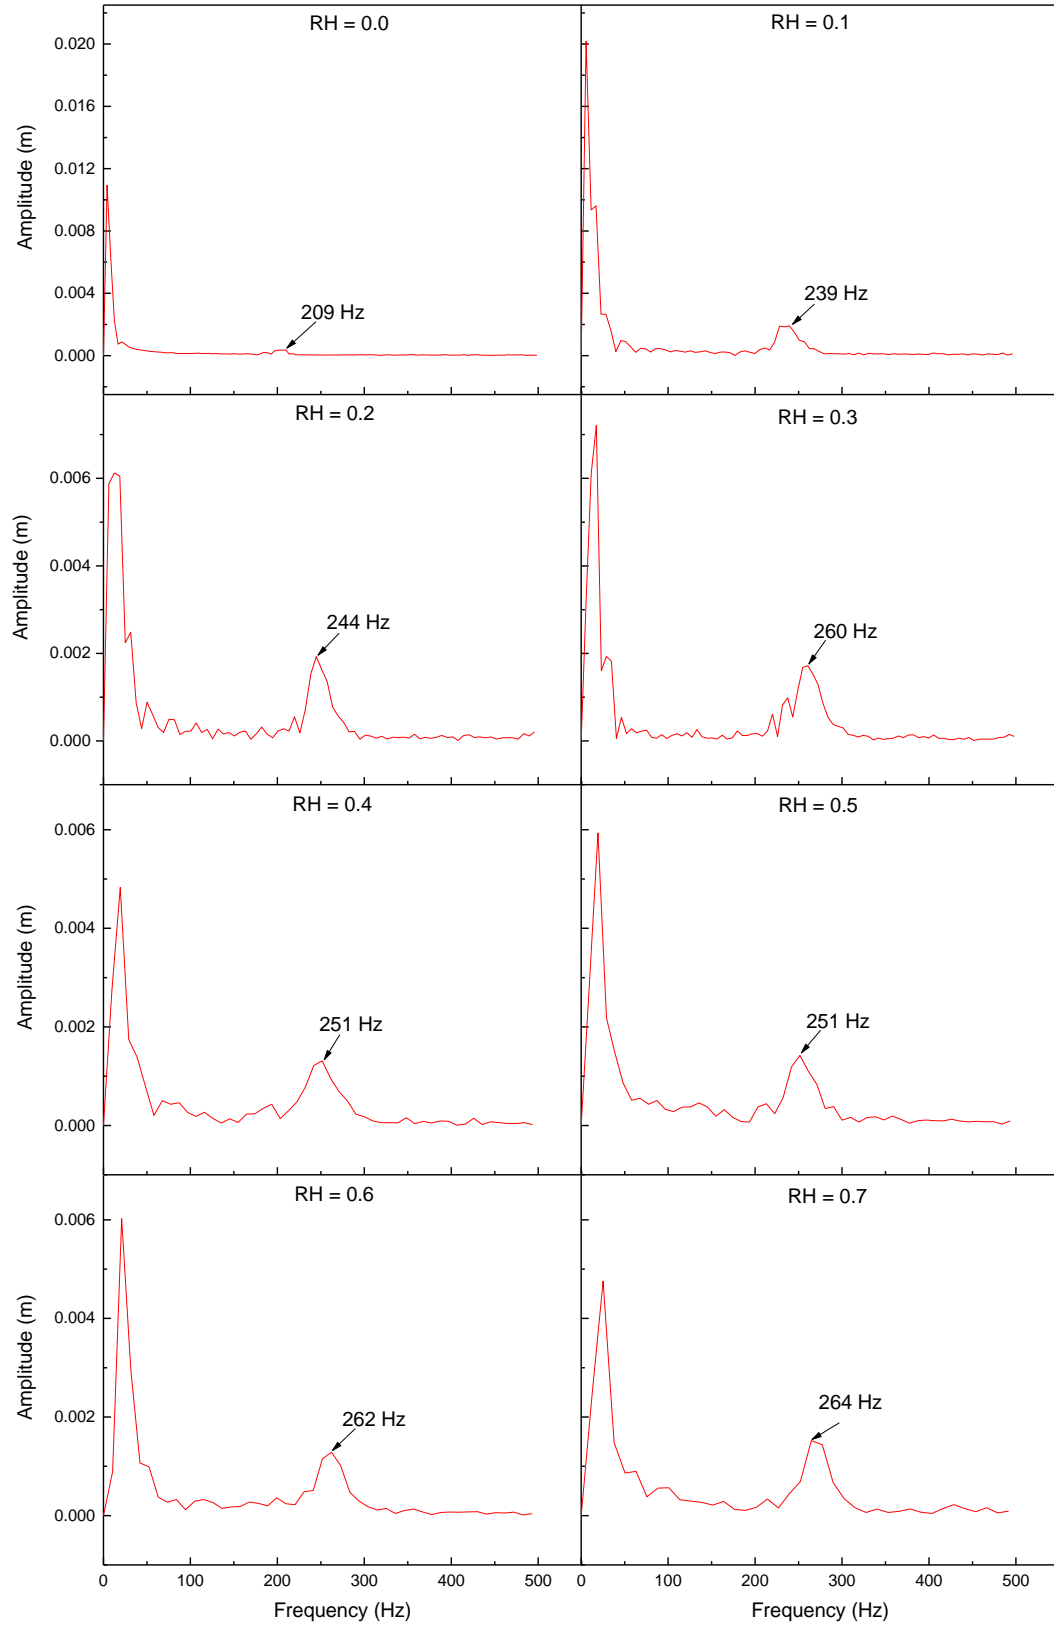 RH = 0.0
RH = 0.1
0.020
0.016
0.012
0.008
0.004
0.000
Amplitude (m)
209 Hz
239 Hz
RH = 0.2
RH = 0.3
0.006
0.004
0.002
0.000
Amplitude (m)
244 Hz
260 Hz
RH = 0.4
RH = 0.5
0.006
0.004
0.002
0.000
Amplitude (m)
251 Hz
251 Hz
RH = 0.6
RH = 0.7
0.006
0.004
0.002
0.000
Amplitude (m)
262 Hz
264 Hz
0 100 200 300 400 500
0 100 200 300 400 500
Frequency (Hz)
Frequency (Hz)